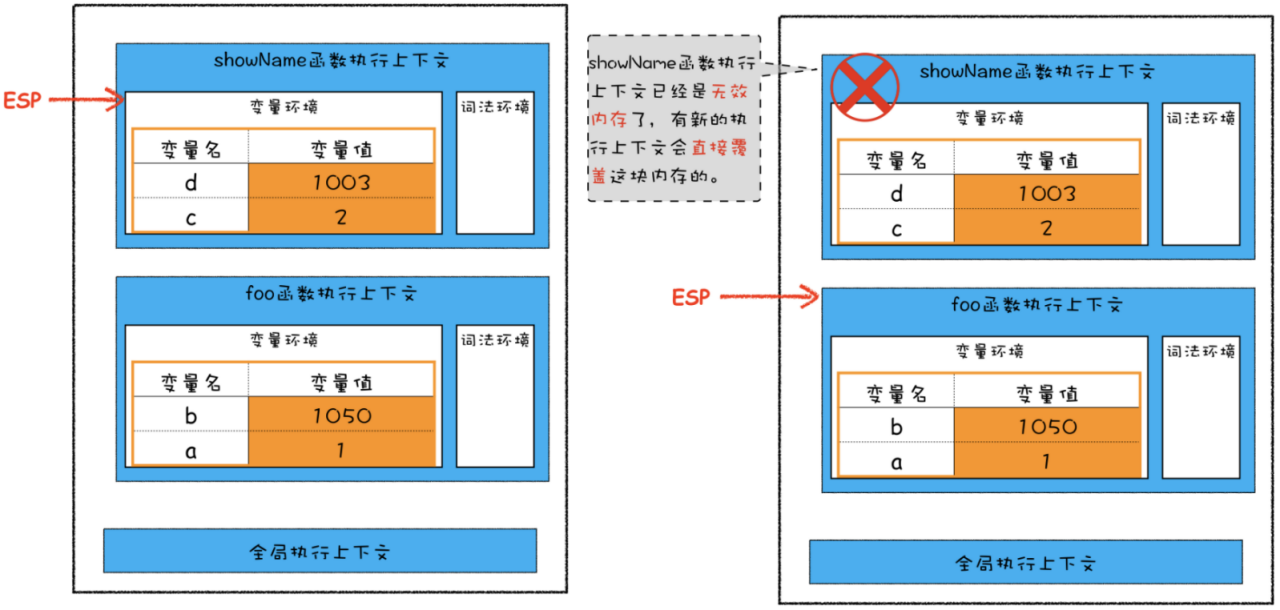 showName函数执行上下文
ESP
变量环境
词法环境
变量名 变量值
d 1003
c 2
foo函数执行上下文
变量环境
词法环境
变量名 变量值
b 1050
a 1
全局执行上下文
showName函数执行
上下文已经是无效
内存了，有新的执
行上下文会直接覆
盖这块内存的。
showName函数执行上下文
变量环境
词法环境
变量名 变量值
d 1003
c 2
ESP
foo函数执行上下文
变量环境
词法环境
变量名 变量值
b 1050
a 1
全局执行上下文